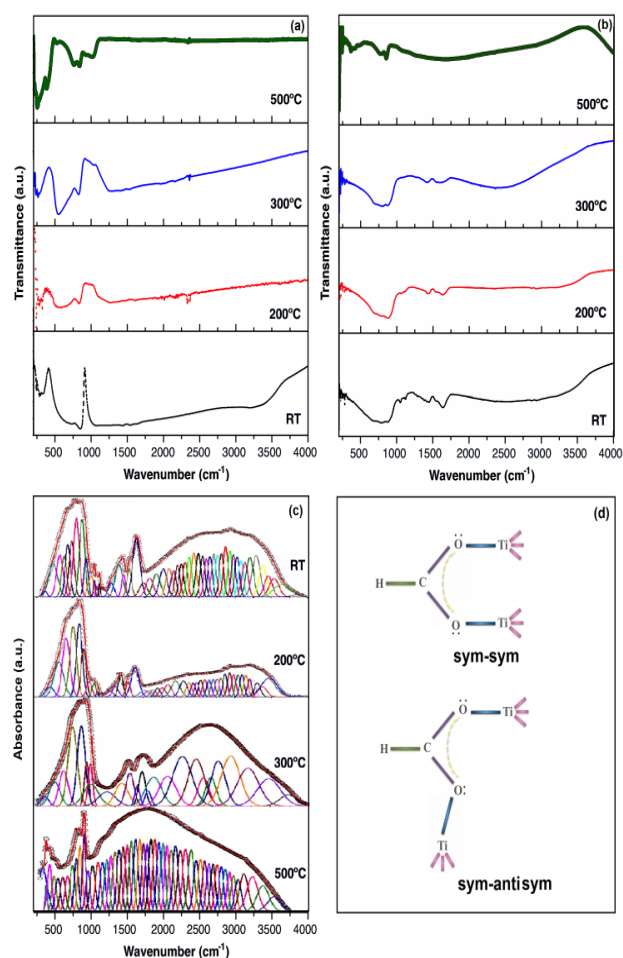 (a)
Transmittance (a.u.)
500ºC
300ºC
200ºC
RT
500 1000 1500 2000 2500 3000 3500 4000
Wavenumber (cm-1)
(b)
Transmittance (a.u.)
500ºC
300ºC
200ºC
RT
500 1000 1500 2000 2500 3000 3500 4000
Wavenumber (cm-1)
(c)
Absorbance (a.u.)
RT
200ºC
300ºC
500ºC
500 1000 1500 2000 2500 3000 3500 4000
Wavenumber (cm-1)
(d)
O Ti
H C
O Ti
sym-sym
O Ti
H C
O
Ti
sym-antisym